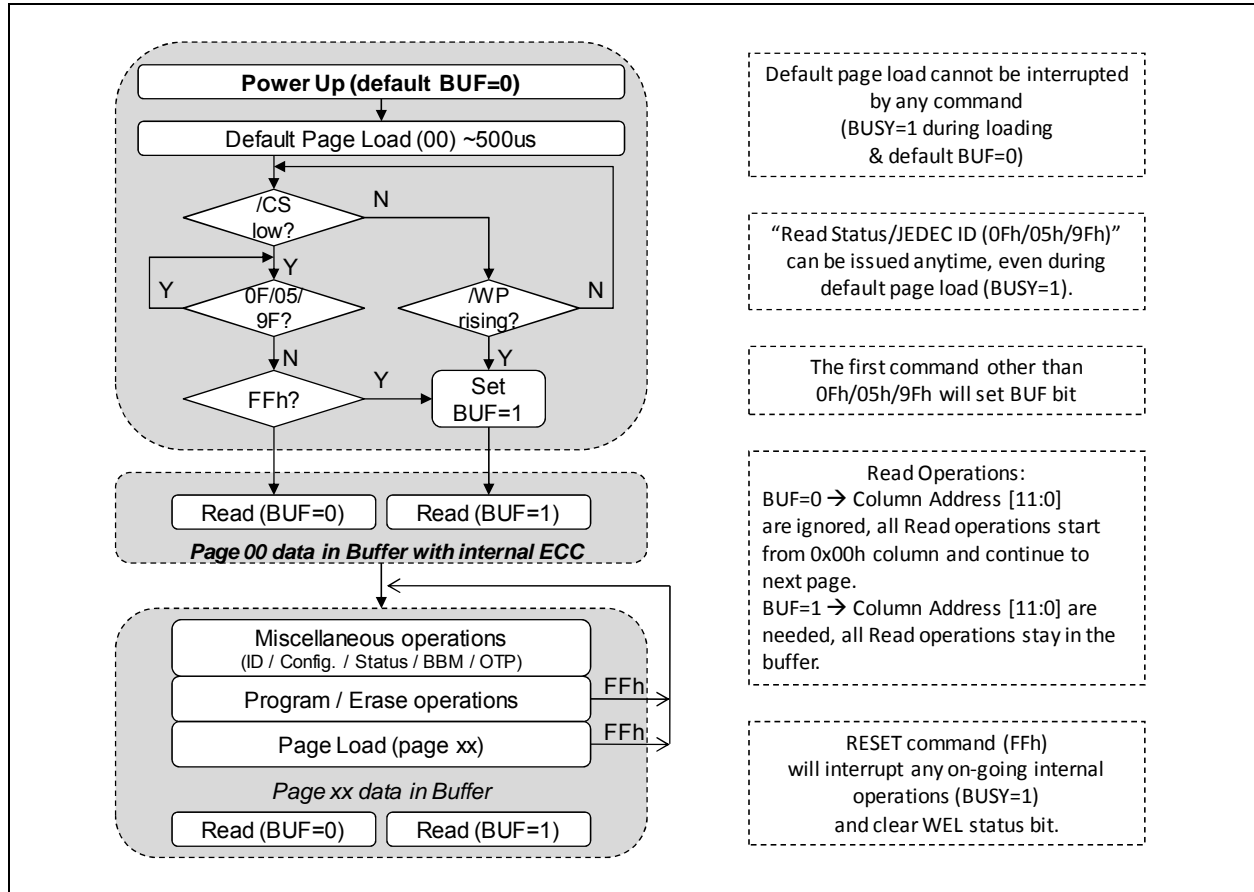 Power Up (default BUF=0)
Default Page Load (00) ~500us
/CS
low?
N
Y
Y
0F/05/
9F?
/WP
rising?
N
N
Y
FFh?
Y
Set
BUF=1
Read (BUF=0)
Read (BUF=1)
Page 00 data in Buffer with internal ECC
Miscellaneous operations
(ID / Config. / Status / BBM / OTP)
Program / Erase operations
FFh
Page Load (page xx)
FFh
Page xx data in Buffer
Read (BUF=0)
Read (BUF=1)
Default page load cannot be interrupted
by any command
(BUSY=1 during loading
& default BUF=0)
“Read Status/JEDEC ID (0Fh/05h/9Fh)”
can be issued anytime, even during
default page load (BUSY=1).
The first command other than
0Fh/05h/9Fh will set BUF bit
Read Operations:
BUF=0 → Column Address [11:0]
are ignored, all Read operations start
from 0x00h column and continue to
next page.
BUF=1 → Column Address [11:0] are
needed, all Read operations stay in the
buffer.
RESET command (FFh)
will interrupt any on-going internal
operations (BUSY=1)
and clear WEL status bit.